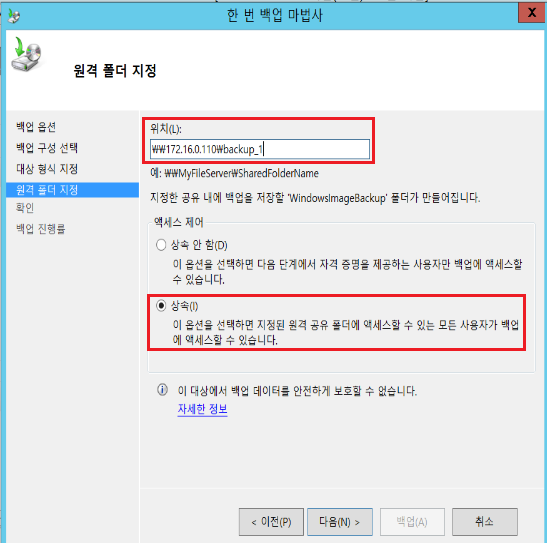 한 번 백업 마법사
X
원격 폴더 지정
백업 옵션
백업 구성 선택
대상 형식 지정
원격 폴더 지정
확인
백업 진행률
위치(L):
₩₩172.16.0.110₩backup_1
예: ₩₩MyFileServer₩SharedFolderName
지정한 공유 내에 백업을 저장할 'WindowsImageBackup' 폴더가 만들어집니다.
액세스 제어
상속 안 함(D)
이 옵션을 선택하면 다음 단계에서 자격 증명을 제공하는 사용자만 백업에 액세스할
수 있습니다.
상속(I)
이 옵션을 선택하면 지정된 원격 공유 폴더에 액세스할 수 있는 모든 사용자가 백업
에 액세스할 수 있습니다.
이 대상에서 백업 데이터를 안전하게 보호할 수 없습니다.
자세한 정보
< 이전(P)
다음(N) >
백업(A)
취소